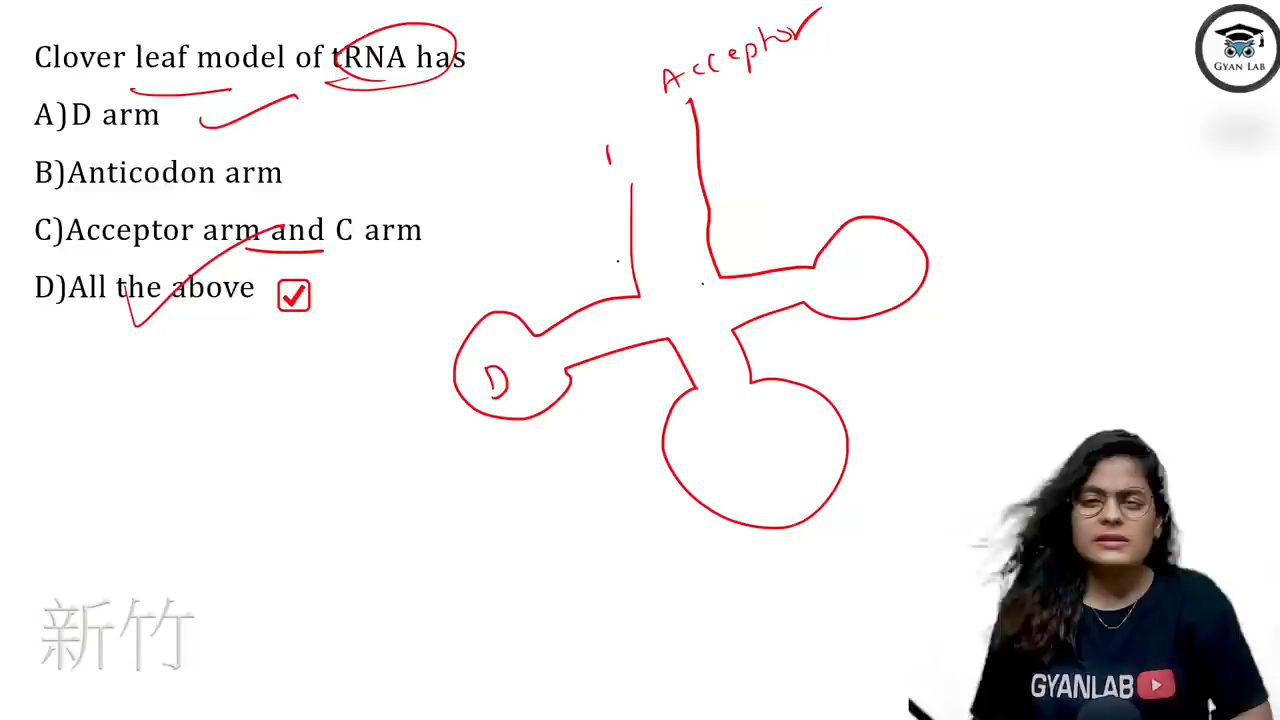 Clover leaf model of tRNA has
A)D arm
B)Anticodon arm
C)Acceptor arm and C arm
D)All the above
Acceptor
D
GYAN LAB
GYANLAB
新竹